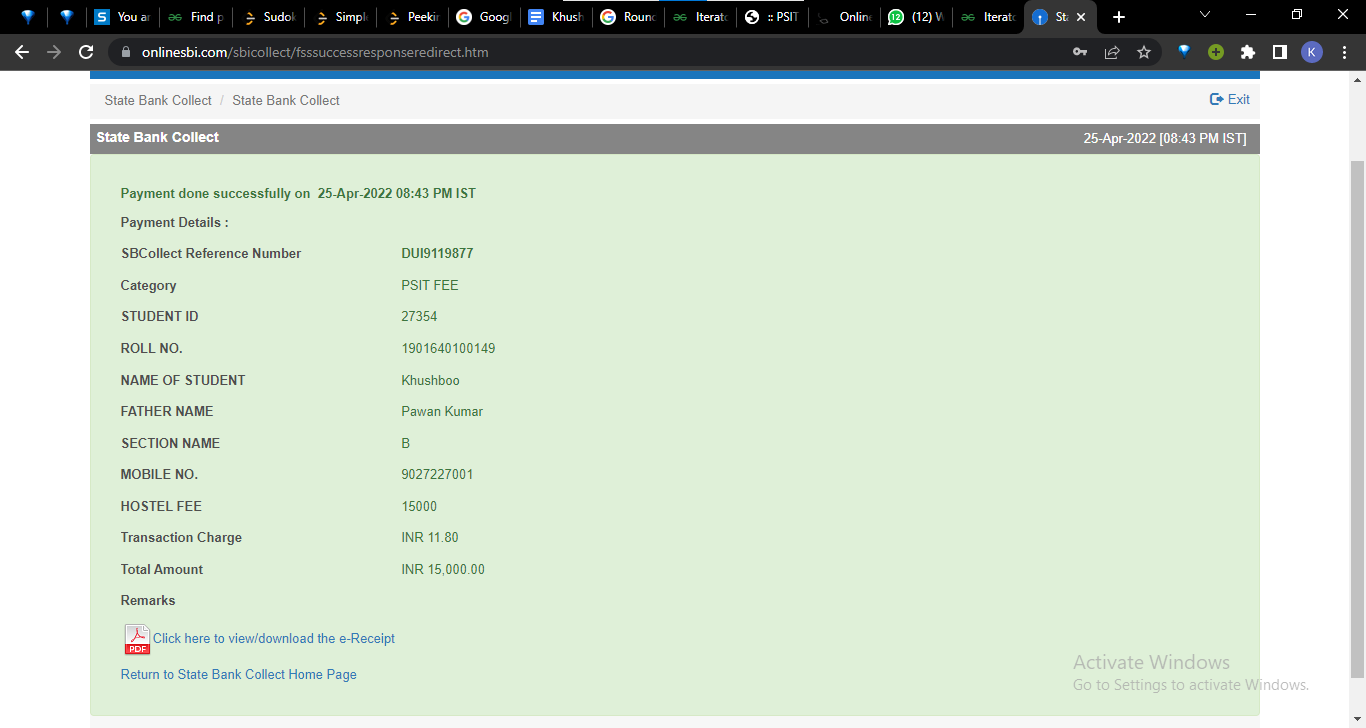 You ar
Find p
Sudok
Simpl
Peekin
Googl
Khush
Round
Iterato
:: PSIT
Online
(12) W
Iterato
Sta
onlinesbi.com/sbicollect/fsssuccessresponseredirect.htm
K
State Bank Collect / State Bank Collect
Exit
State Bank Collect
25-Apr-2022 [08:43 PM IST]
Payment done successfully on 25-Apr-2022 08:43 PM IST
Payment Details :
SBCollect Reference Number DUI9119877
Category PSIT FEE
STUDENT ID 27354
ROLL NO. 1901640100149
NAME OF STUDENT Khushboo
FATHER NAME Pawan Kumar
SECTION NAME B
MOBILE NO. 9027227001
HOSTEL FEE 15000
Transaction Charge INR 11.80
Total Amount INR 15,000.00
Remarks
PDF Click here to view/download the e-Receipt
Return to State Bank Collect Home Page
Activate Windows
Go to Settings to activate Windows.